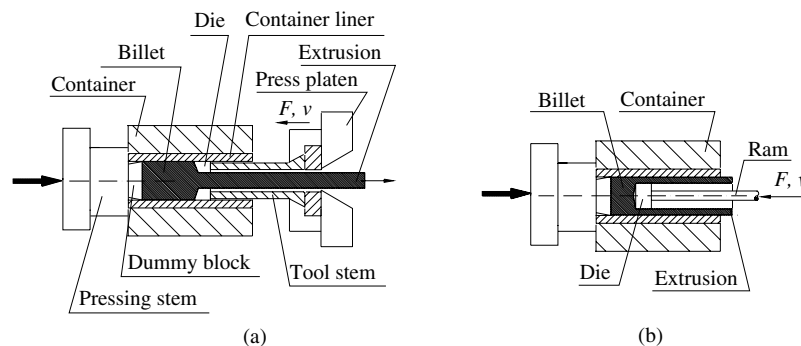 Die
Container liner
Billet
Extrusion
Container
Press platen
F, v
Dummy block
Tool stem
Pressing stem
(a)
Billet
Container
Ram
F, v
Die
Extrusion
(b)